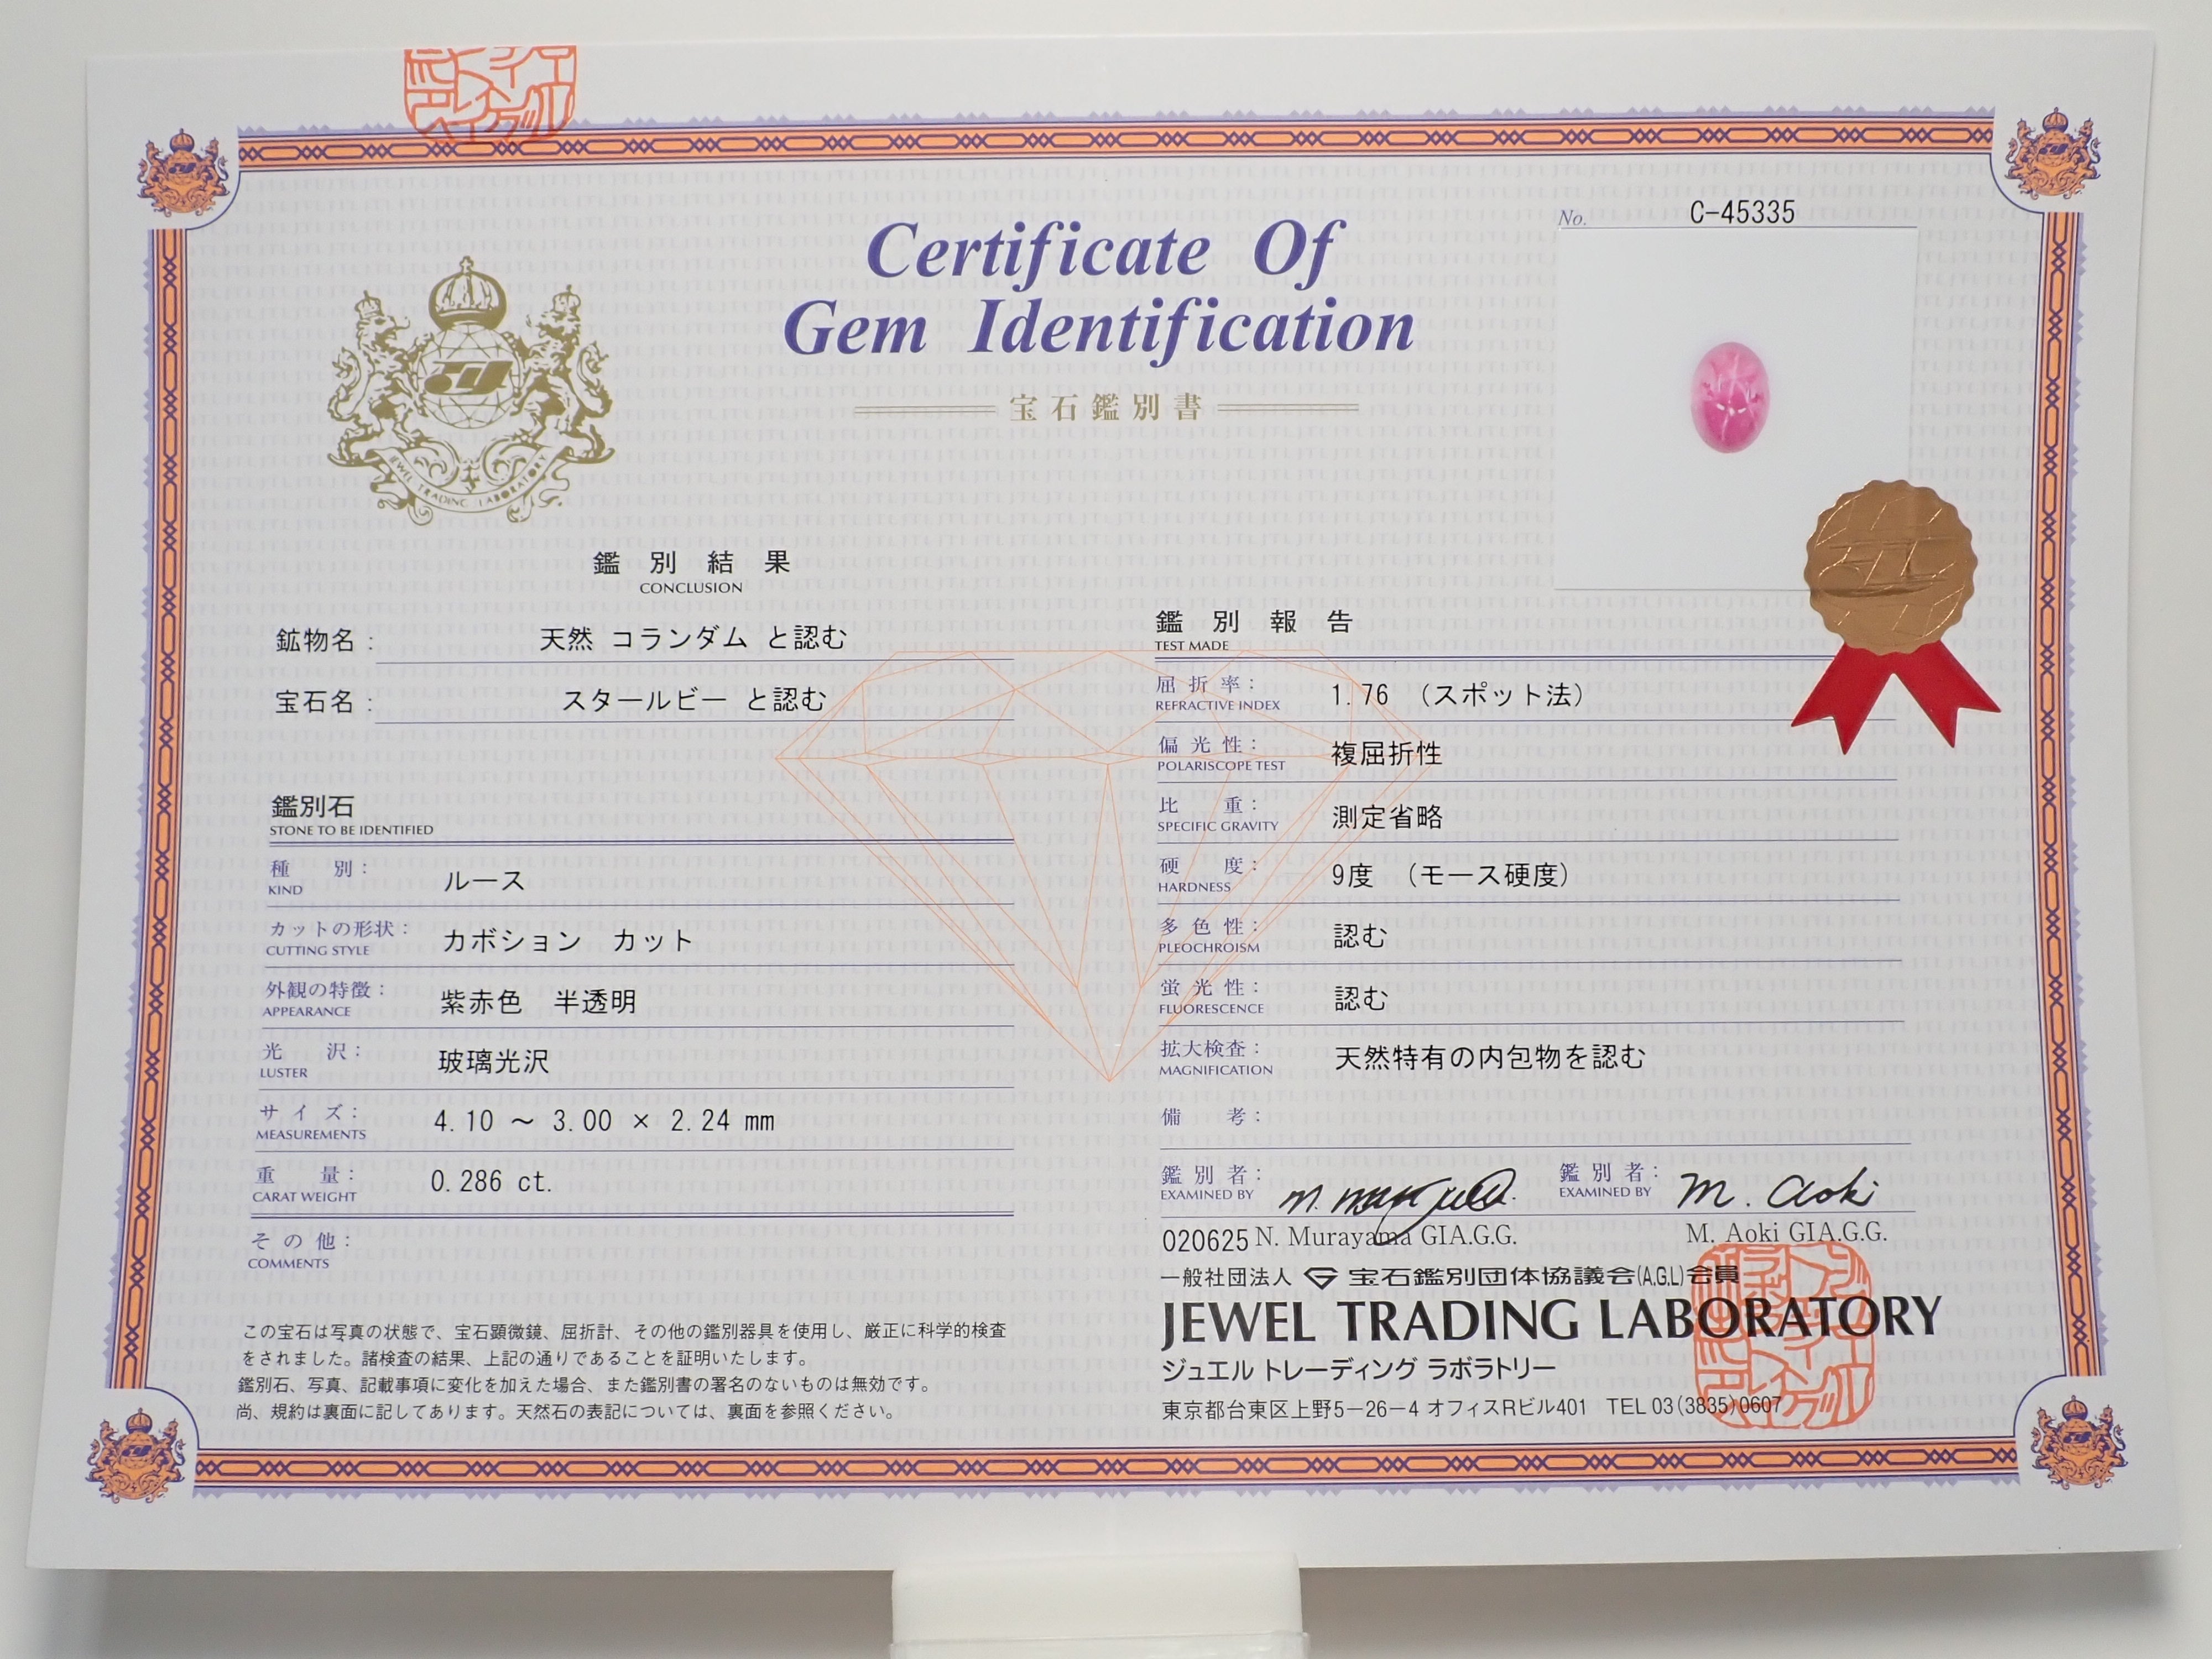 No. C-45335
Certificate Of
Gem Identification
宝石鑑別書
JEWEL TRADING LABORATORY
鑑別結果
CONCLUSION
鉱物名: 天然 コランダム と認む
宝石名: スタールビー と認む
鑑別石
STONE TO BE IDENTIFIED
種別: ルース
KIND
カットの形状: カボション カット
CUTTING STYLE
外観の特徴: 紫赤色 半透明
APPEARANCE
光沢: 玻璃光沢
LUSTER
サイズ: 4.10 ～ 3.00 × 2.24 mm
MEASUREMENTS
重量: 0.286 ct.
CARAT WEIGHT
その他:
COMMENTS
この宝石は写真の状態で、宝石顕微鏡、屈折計、その他の鑑別器具を使用し、厳正に科学的検査
をされました。諸検査の結果、上記の通りであることを証明いたします。
鑑別石、写真、記載事項に変化を加えた場合、また鑑別書の署名のないものは無効です。
尚、規約は裏面に記してあります。天然石の表記については、裏面を参照ください。
鑑別報告
TEST MADE
屈折率: 1.76 (スポット法)
REFRACTIVE INDEX
偏光性: 複屈折性
POLARISCOPE TEST
比重: 測定省略
SPECIFIC GRAVITY
硬度: 9度 (モース硬度)
HARDNESS
多色性: 認む
PLEOCHROISM
蛍光性: 認む
FLUORESCENCE
拡大検査: 天然特有の内包物を認む
MAGNIFICATION
備考:
鑑別者: 鑑別者: M. Aoki
EXAMINED BY EXAMINED BY
020625 N. Murayama GIA.G.G. M. Aoki GIA.G.G.
一般社団法人 宝石鑑別団体協議会(A.G.L)会員
JEWEL TRADING LABORATORY
ジュエル トレーディング ラボラトリー
東京都台東区上野5－26－4 オフィスRビル401 TEL 03(3835)0607